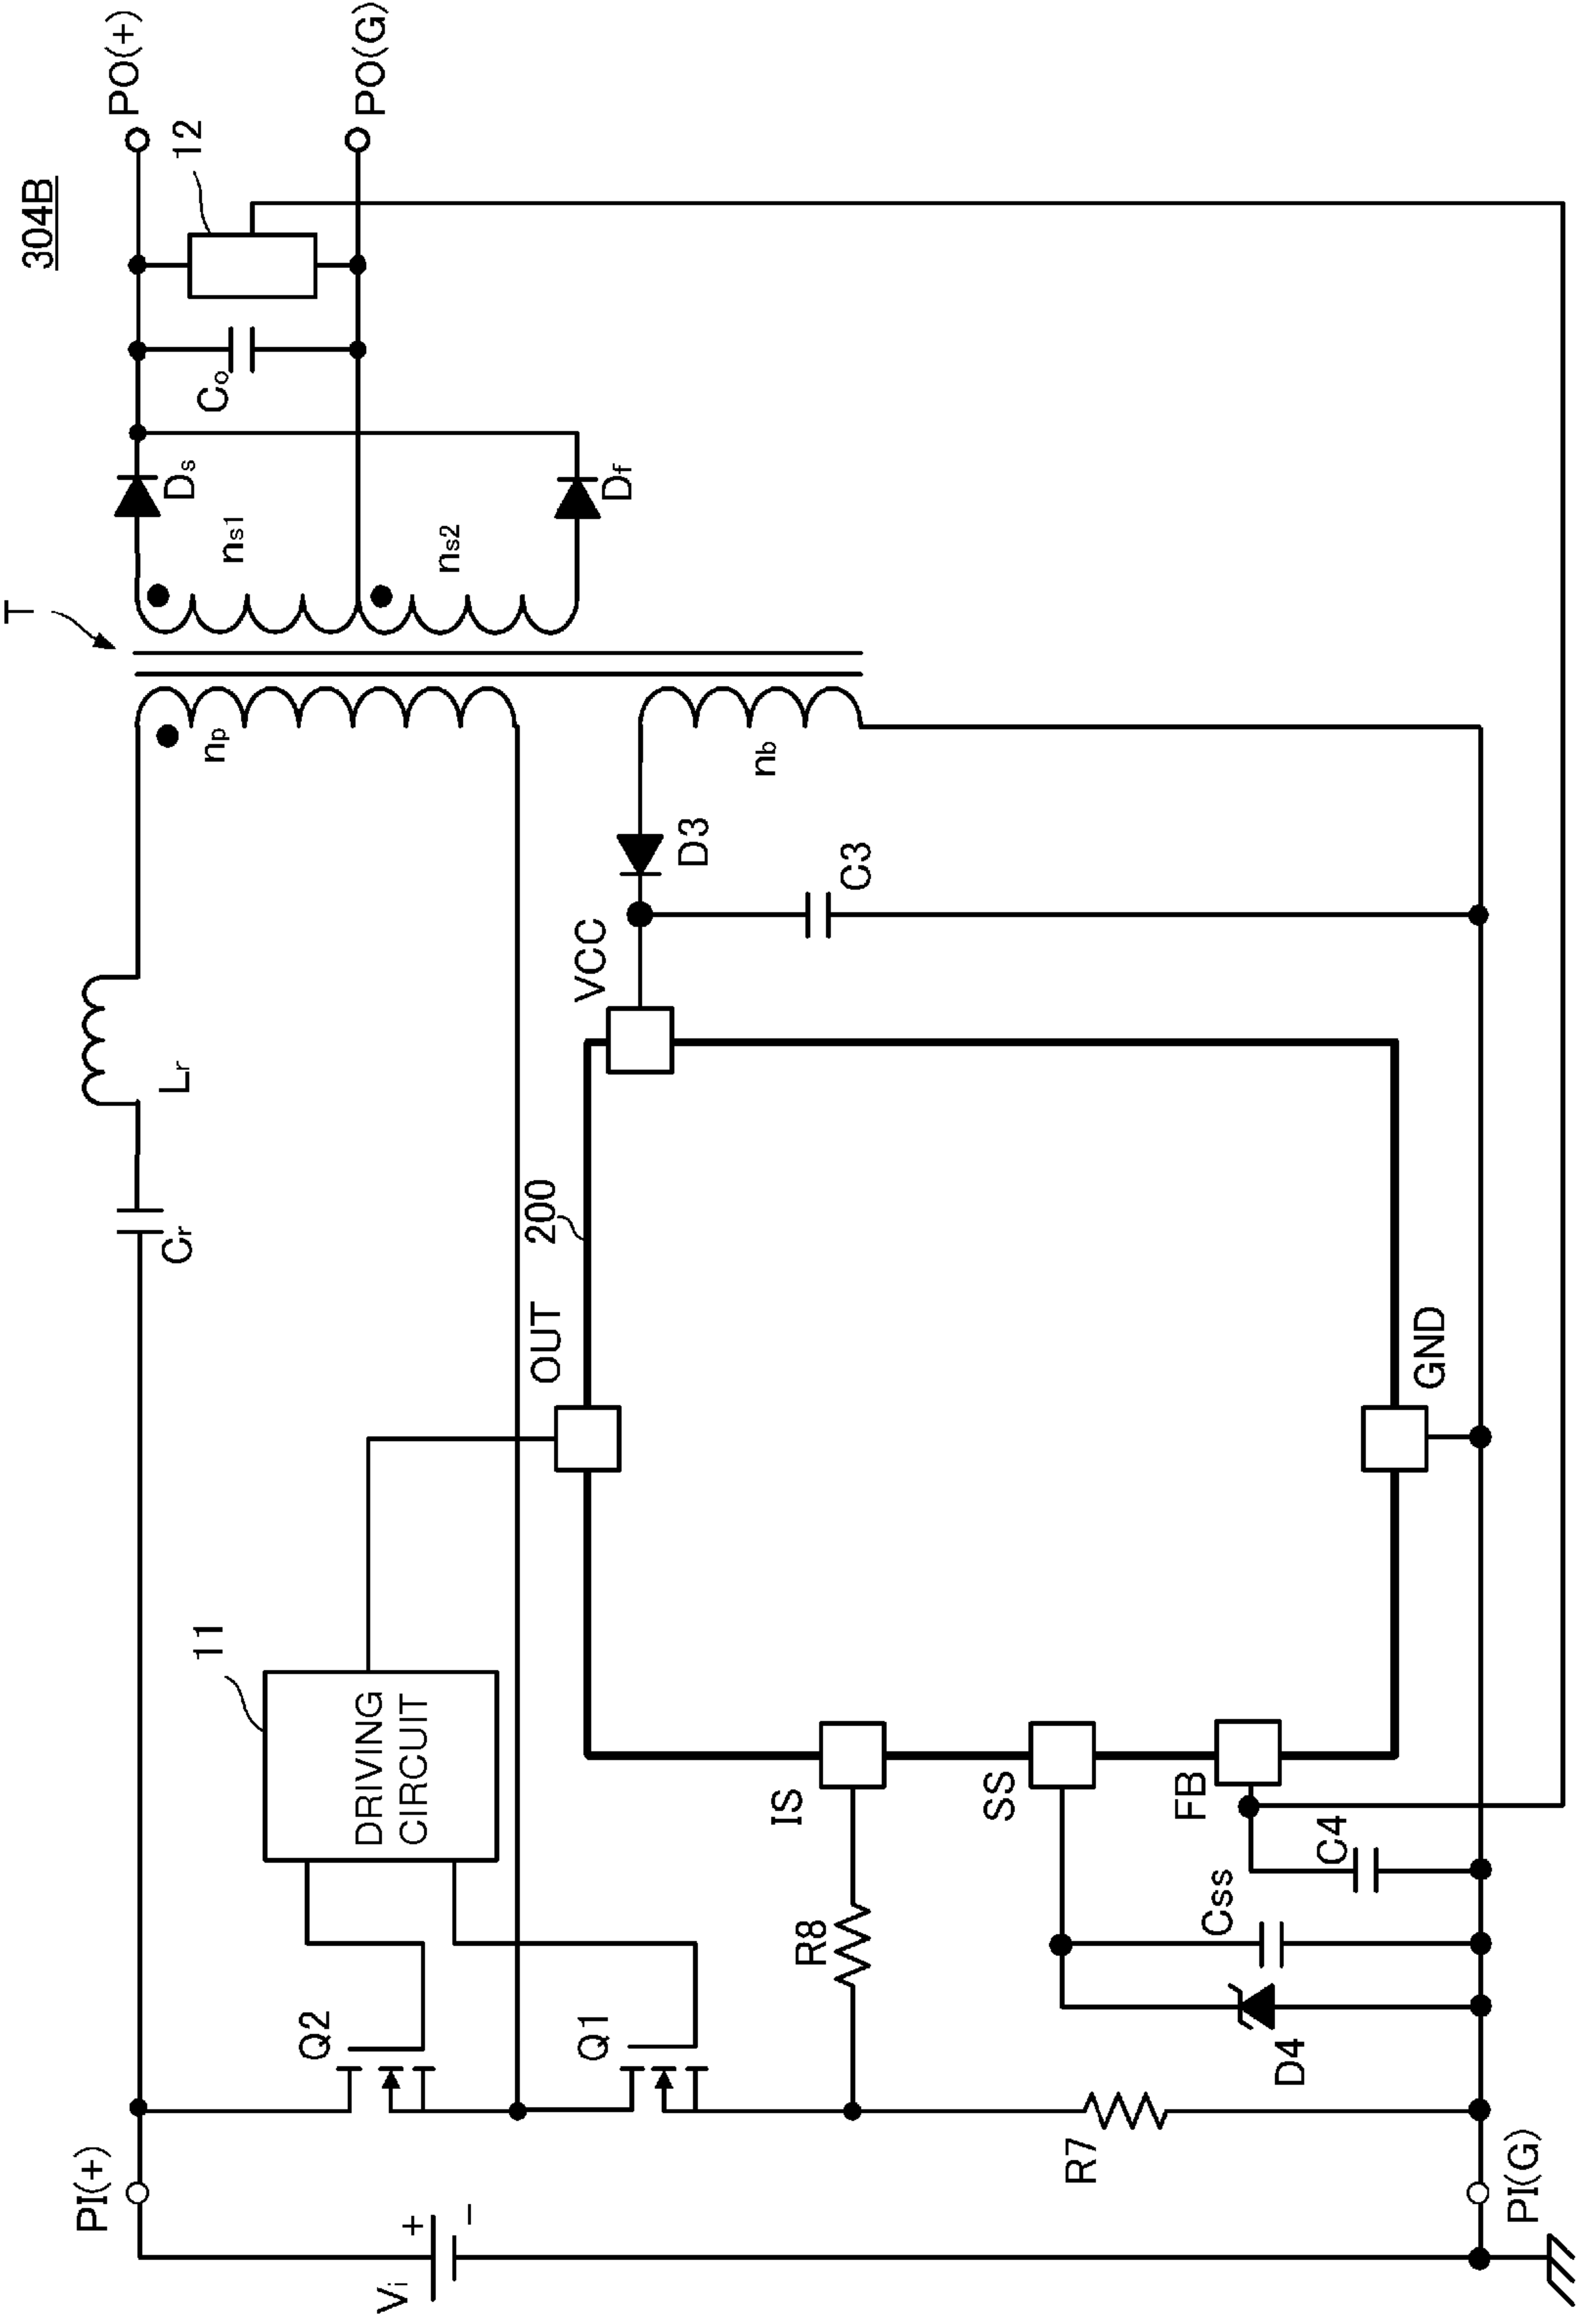 304B
T
PO(+)
PO(G)
12
Co
Ds
Df
ns1
ns2
np
nb
Lr
Cr
D3
C3
VCC
200
OUT
GND
11
DRIVING
CIRCUIT
IS
SS
FB
C4
Css
R8
D4
Q2
Q1
R7
PI(+)
PI(G)
Vi
+
−